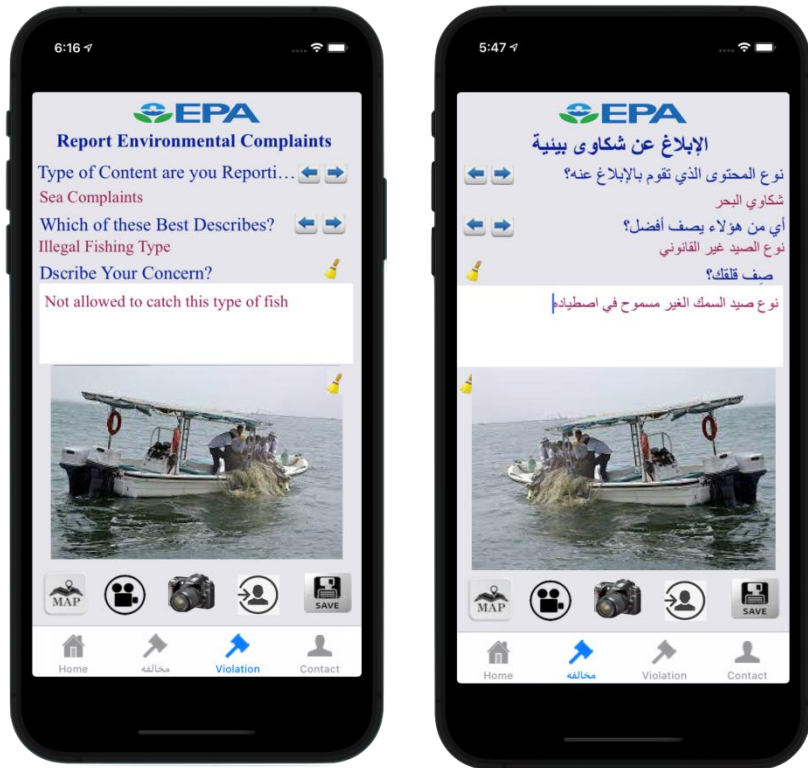 6:16
EPA
Report Environmental Complaints
Type of Content are you Reporti...
Sea Complaints
Which of these Best Describes?
Illegal Fishing Type
Dscribe Your Concern?
Not allowed to catch this type of fish
MAP
SAVE
Home
مخالفه
Violation
Contact
5:47
EPA
الإبلاغ عن شكاوى بيئية
نوع المحتوى الذي تقوم بالإبلاغ عنه؟
شكاوي البحر
أي من هؤلاء يصف أفضل؟
نوع الصيد غير القانوني
صِف قلقك؟
نوع صيد السمك الغير مسموح في اصطياده
MAP
SAVE
Home
مخالفه
Violation
Contact